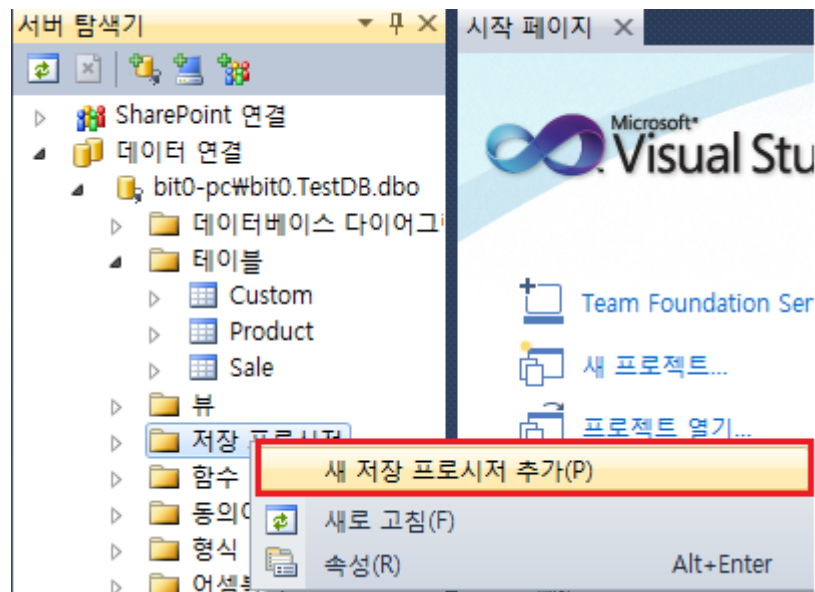 서버 탐색기
시작 페이지
SharePoint 연결
데이터 연결
bit0-pc₩bit0.TestDB.dbo
데이터베이스 다이어그
테이블
Custom
Product
Sale
뷰
저장 프로시저
함수
형식
Microsoft®
Visual Stu
Team Foundation Ser
새 프로젝트...
프로젝트 열기...
새 저장 프로시저 추가(P)
새로 고침(F)
속성(R) Alt+Enter